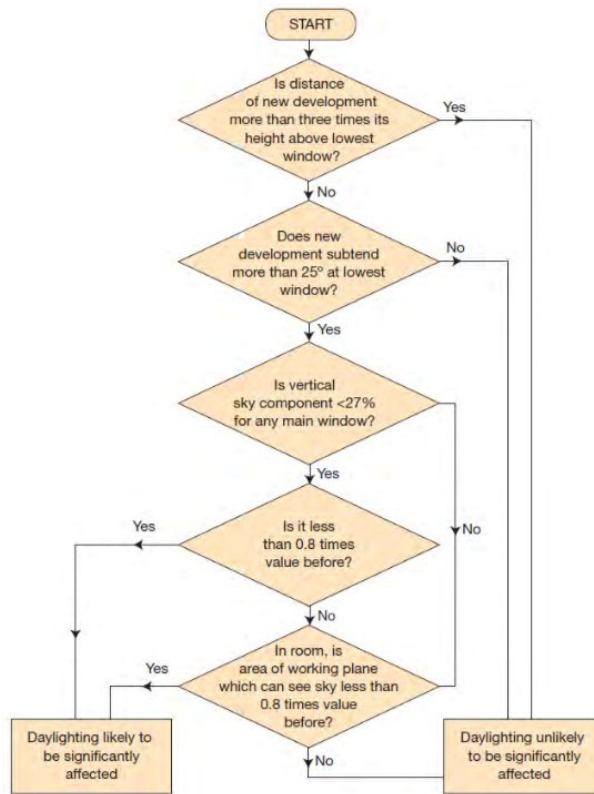 START
Is distance
of new development
more than three times its
height above lowest
window?
Yes
No
Does new
development subtend
more than 25º at lowest
window?
No
Yes
Is vertical
sky component <27%
for any main window?
Yes
No
Is it less
than 0.8 times
value before?
Yes
No
In room, is
area of working plane
which can see sky less than
0.8 times value
before?
Yes
No
Daylighting likely to
be significantly
affected
Daylighting unlikely
to be significantly
affected